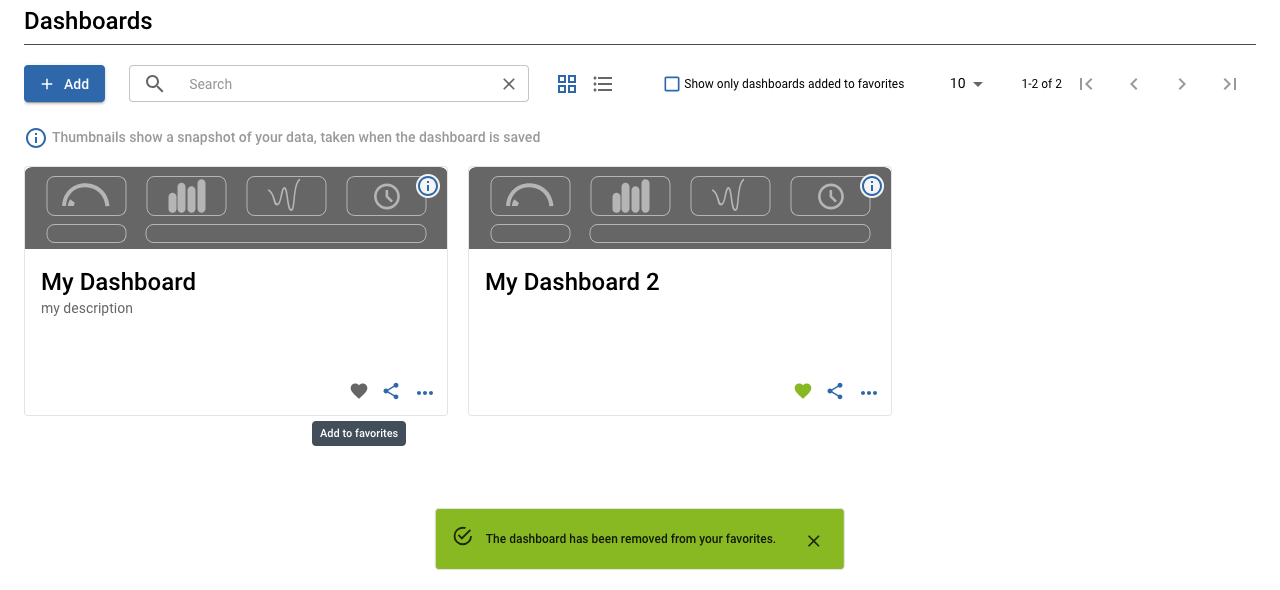 Dashboards
Add
Search
Show only dashboards added to favorites
10
1-2 of 2
Thumbnails show a snapshot of your data, taken when the dashboard is saved
My Dashboard
my description
My Dashboard 2
Add to favorites
The dashboard has been removed from your favorites.